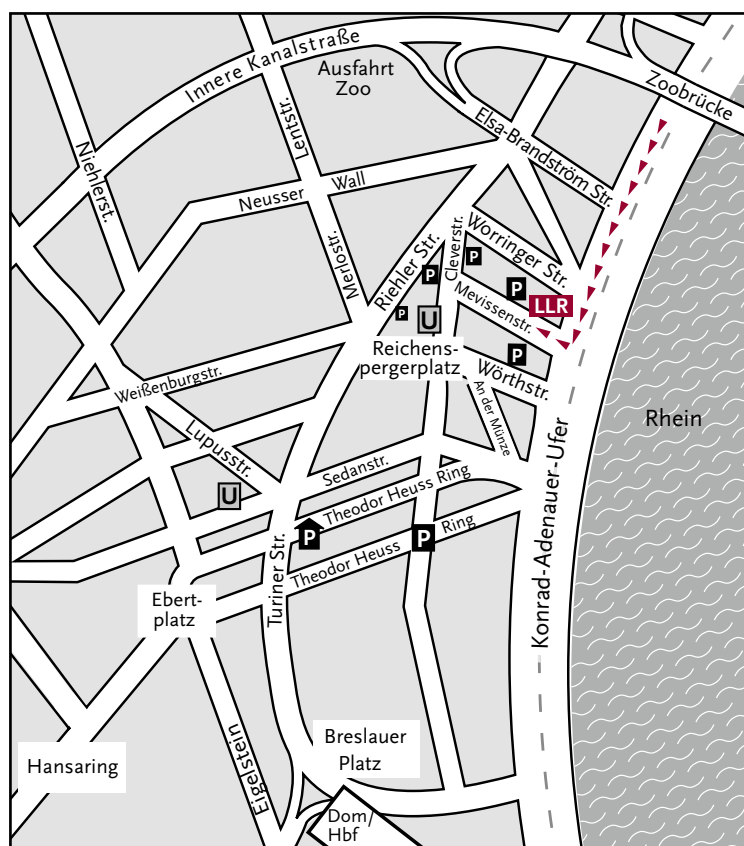 Innere Kanalstraße
Ausfahrt
Zoo
Zoobrücke
Lentstr.
Niehlerst.
Elsa-Brandström Str.
Neusser Wall
Merlostr.
Riehler Str.
Cleverstr.
Worringer Str.
P
P
P
LLR
Mevissenstr.
P
U
P
Reichens-
pergerplatz
Wörthstr.
Weißenburgstr.
An der Münze
Rhein
Lupusstr.
Sedanstr.
U
Theodor Heuss Ring
P
P
Theodor Heuss Ring
Turiner Str.
Konrad-Adenauer-Ufer
Ebert-
platz
Eigelstein
Breslauer
Platz
Hansaring
Dom/
Hbf